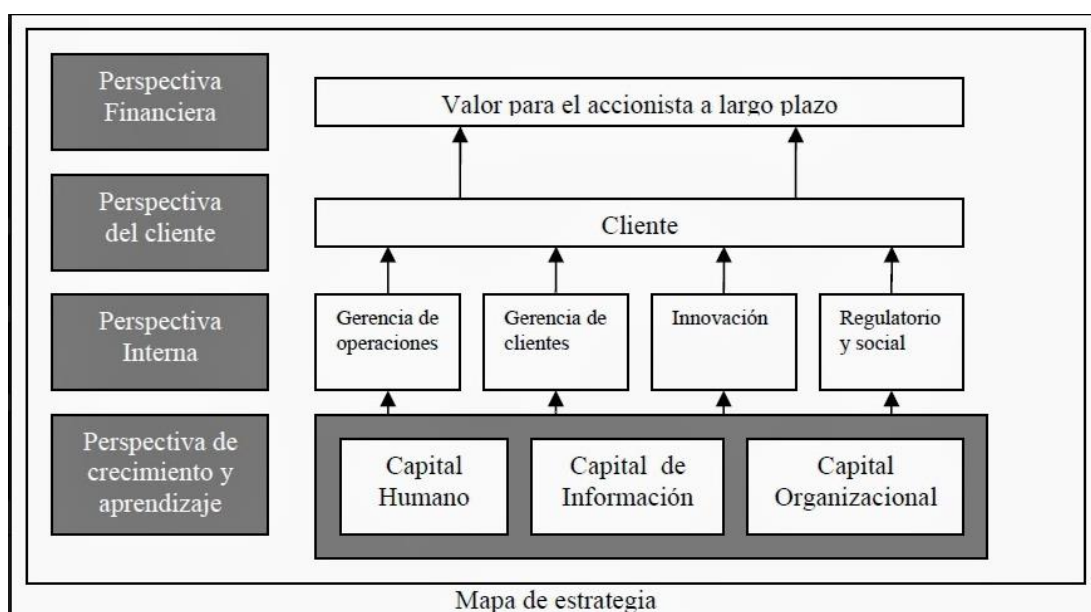 Perspectiva
Financiera
Valor para el accionista a largo plazo
Perspectiva
del cliente
Cliente
Perspectiva
Interna
Gerencia de
operaciones
Gerencia de
clientes
Innovación
Regulatorio
y social
Perspectiva de
crecimiento y
aprendizaje
Capital
Humano
Capital de
Información
Capital
Organizacional
Mapa de estrategia